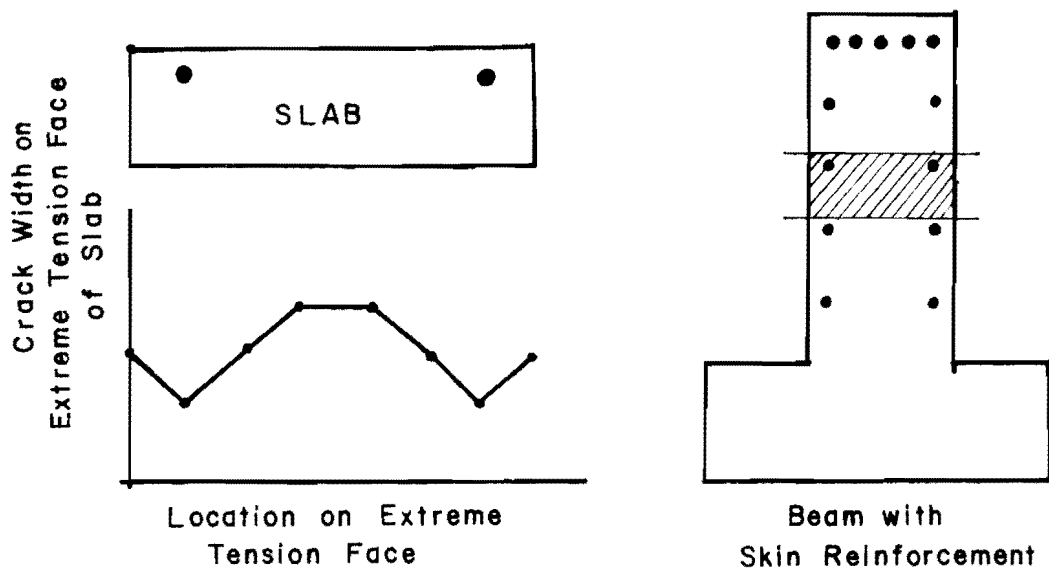 Crack Width on
Extreme Tension Face
of Slab
SLAB
Location on Extreme
Tension Face
Beam with
Skin Reinforcement